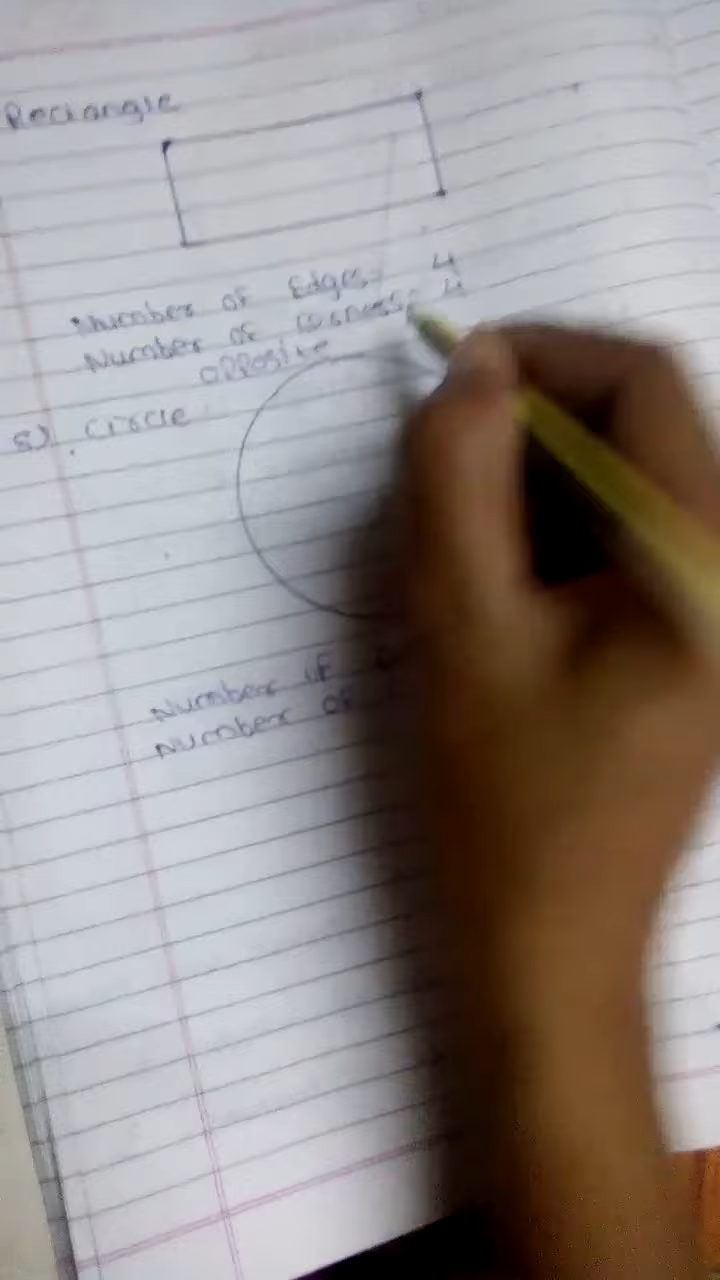 Rectangle
Number of Edges: 4
Number of Corners: 4
opposite
5) Circle
Number of
Number of